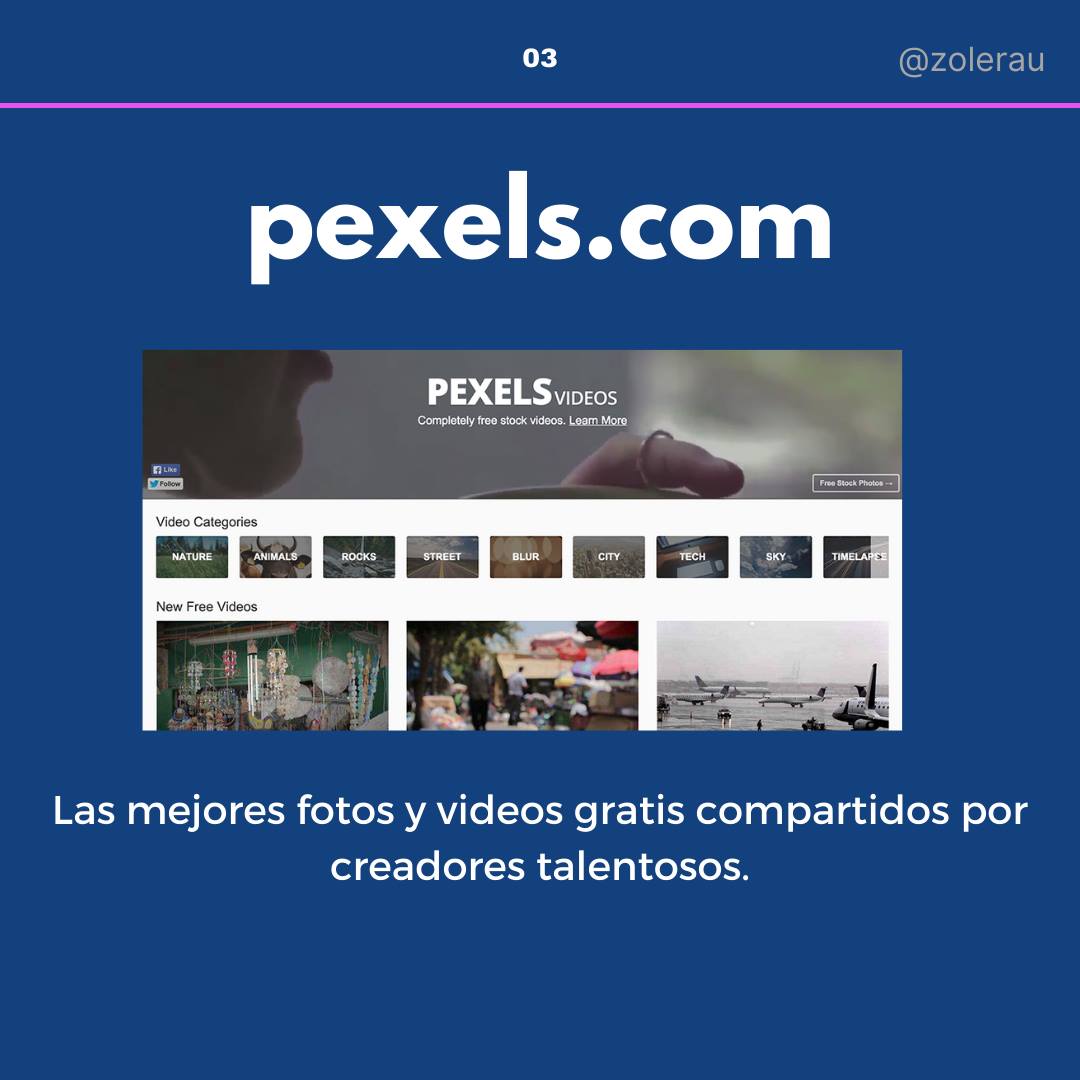 03
@zolerau
pexels.com
PEXELS VIDEOS
Completely free stock videos. Learn More
Like
Follow
Free Stock Photos →
Video Categories
NATURE ANIMALS ROCKS STREET BLUR CITY TECH SKY TIMELAPSE
New Free Videos
Las mejores fotos y videos gratis compartidos por
creadores talentosos.